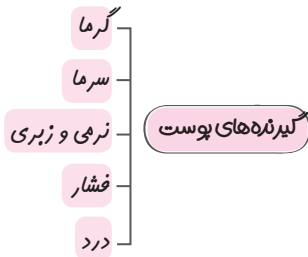 گیرنده‌های پوست
گرما
سرما
نرمی و زبری
فشار
درد